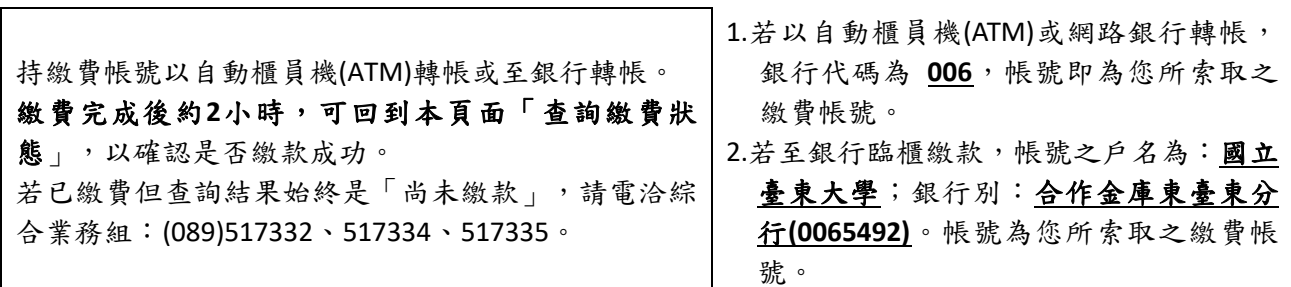 持繳費帳號以自動櫃員機(ATM)轉帳或至銀行轉帳。
繳費完成後約2小時，可回到本頁面「查詢繳費狀
態」，以確認是否繳款成功。
若已繳費但查詢結果始終是「尚未繳款」，請電洽綜
合業務組：(089)517332、517334、517335。
1.若以自動櫃員機(ATM)或網路銀行轉帳，
銀行代碼為 006，帳號即為您所索取之
繳費帳號。
2.若至銀行臨櫃繳款，帳號之戶名為：國立
臺東大學；銀行別：合作金庫東臺東分
行(0065492)。帳號為您所索取之繳費帳
號。